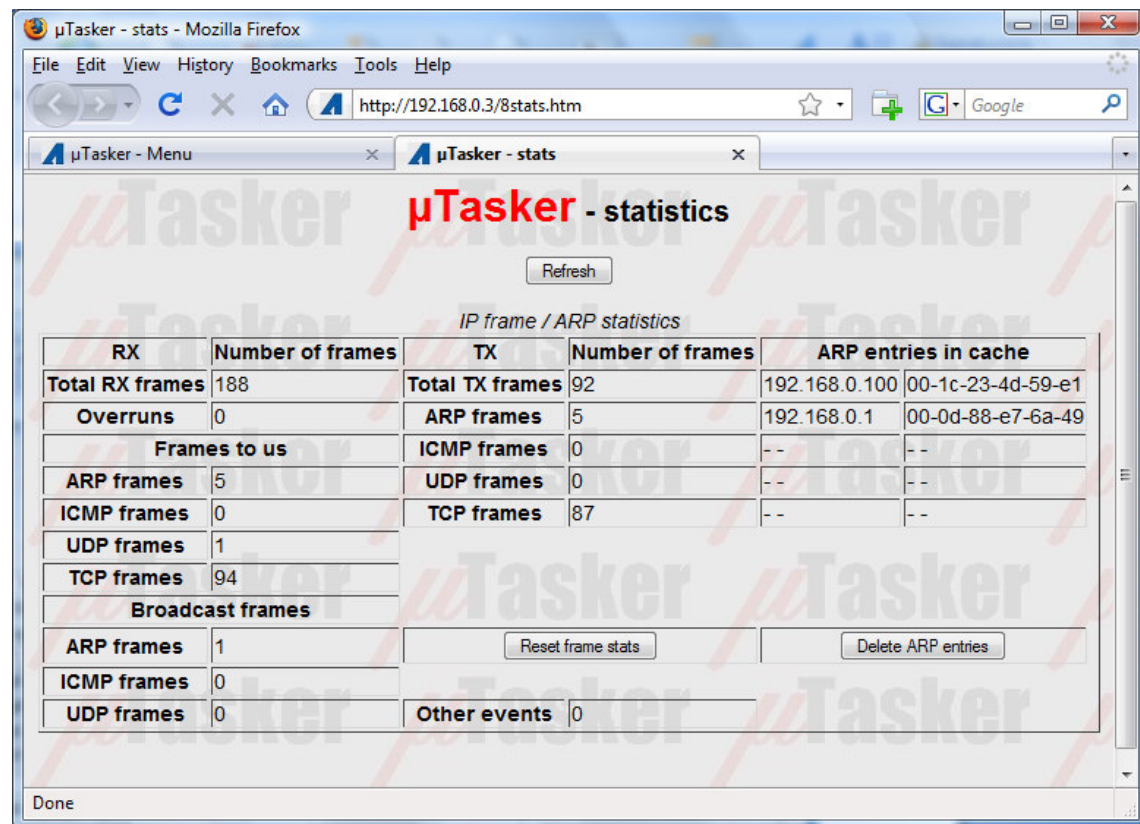 µTasker - stats - Mozilla Firefox
File Edit View History Bookmarks Tools Help
http://192.168.0.3/8stats.htm
G Google
µTasker - Menu
µTasker - stats
µTasker - statistics
Refresh
IP frame / ARP statistics
RX Number of frames TX Number of frames ARP entries in cache
Total RX frames 188 Total TX frames 92 192.168.0.100 00-1c-23-4d-59-e1
Overruns 0 ARP frames 5 192.168.0.1 00-0d-88-e7-6a-49
Frames to us ICMP frames 0 - - - -
ARP frames 5 UDP frames 0 - - - -
ICMP frames 0 TCP frames 87 - - - -
UDP frames 1
TCP frames 94
Broadcast frames
ARP frames 1 Reset frame stats Delete ARP entries
ICMP frames 0
UDP frames 0 Other events 0
Done